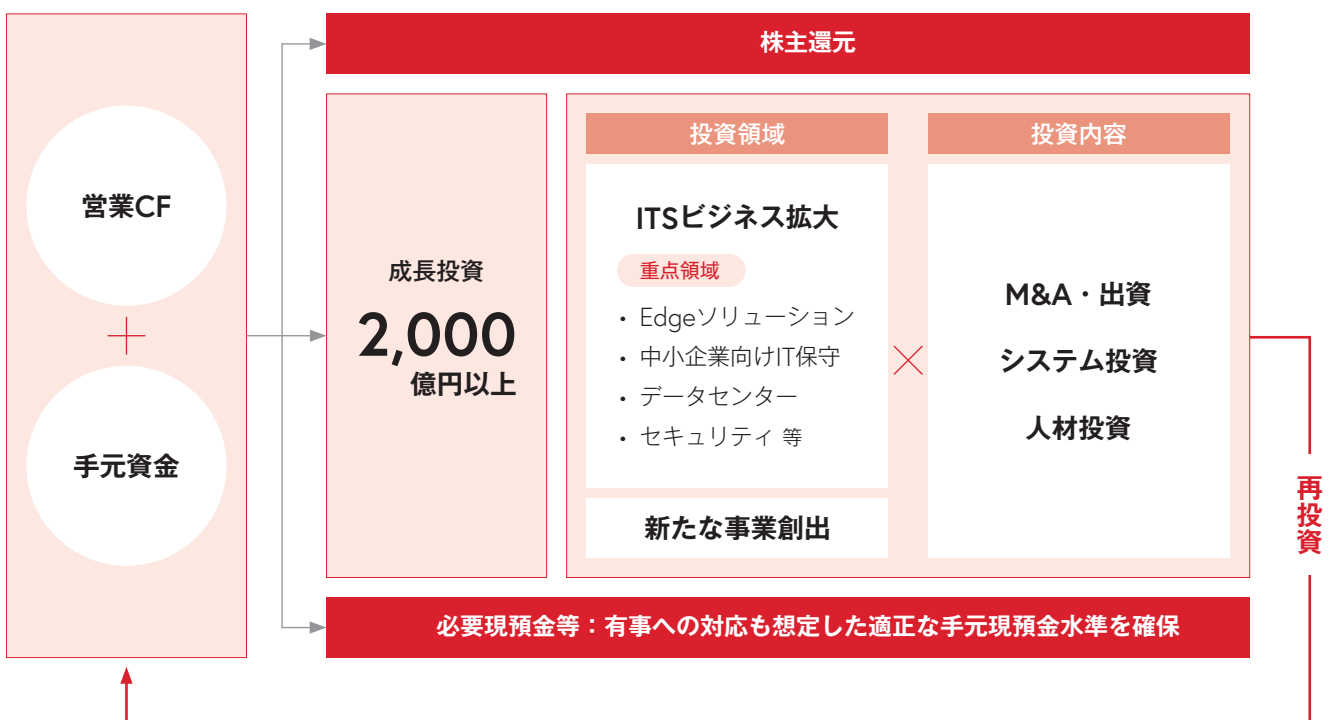 営業CF
手元資金
株主還元
成長投資
2,000
億円以上
投資領域
ITSビジネス拡大
重点領域
・Edgeソリューション
・中小企業向けIT保守
・データセンター
・セキュリティ 等
新たな事業創出
投資内容
M&A・出資
システム投資
人材投資
必要現預金等：有事への対応も想定した適正な手元現預金水準を確保
再投資